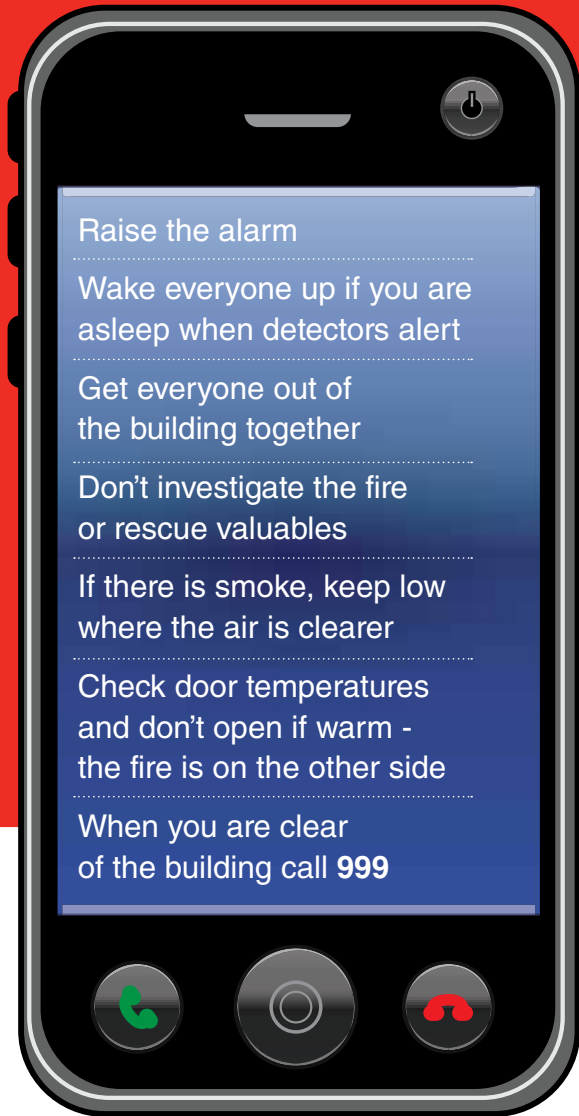 Raise the alarm
Wake everyone up if you are
asleep when detectors alert
Get everyone out of
the building together
Don’t investigate the fire
or rescue valuables
If there is smoke, keep low
where the air is clearer
Check door temperatures
and don’t open if warm -
the fire is on the other side
When you are clear
of the building call 999